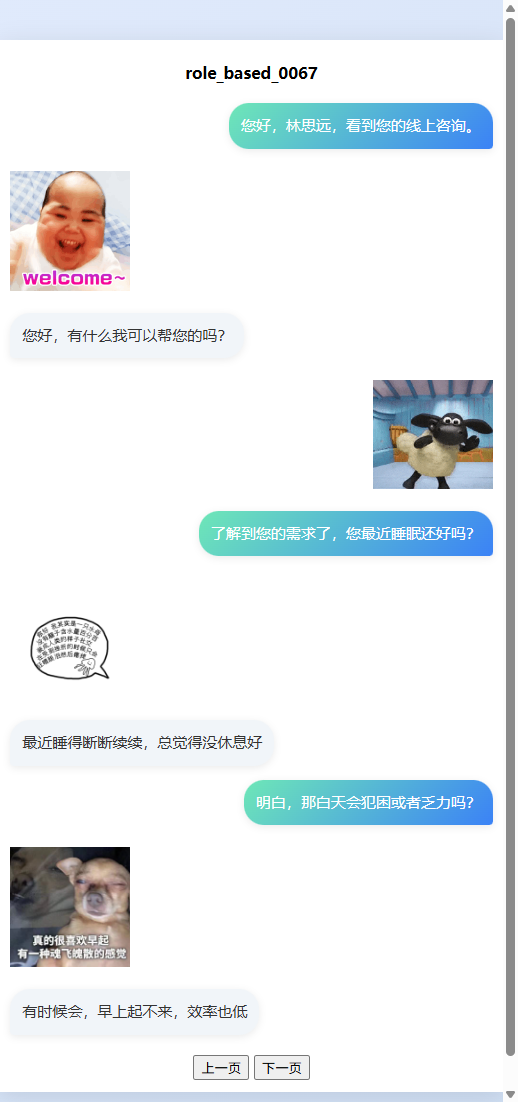 role_based_0067
您好，林思远，看到您的线上咨询。
welcome~
您好，有什么我可以帮您的吗？
了解到您的需求了，您最近睡眠还好吗？
最近睡得断断续续，总觉得没休息好
明白，那白天会犯困或者乏力吗？
真的很喜欢早起
有一种魂飞魄散的感觉
有时候会，早上起不来，效率也低
上一页
下一页